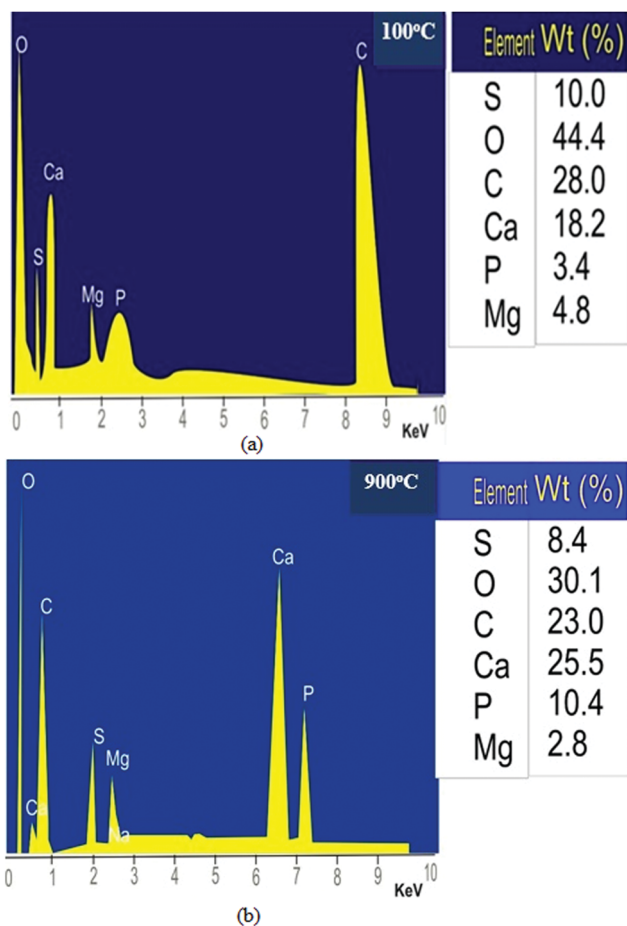 100°C
O
C
Ca
S
Mg
P
0 1 2 3 4 5 6 7 8 9 10
KeV
Element Wt (%)
S 10.0
O 44.4
C 28.0
Ca 18.2
P 3.4
Mg 4.8
(a)
900°C
O
Ca
C
P
S
Mg
Ca
Na
0 1 2 3 4 5 6 7 8 9 10
KeV
Element Wt (%)
S 8.4
O 30.1
C 23.0
Ca 25.5
P 10.4
Mg 2.8
(b)